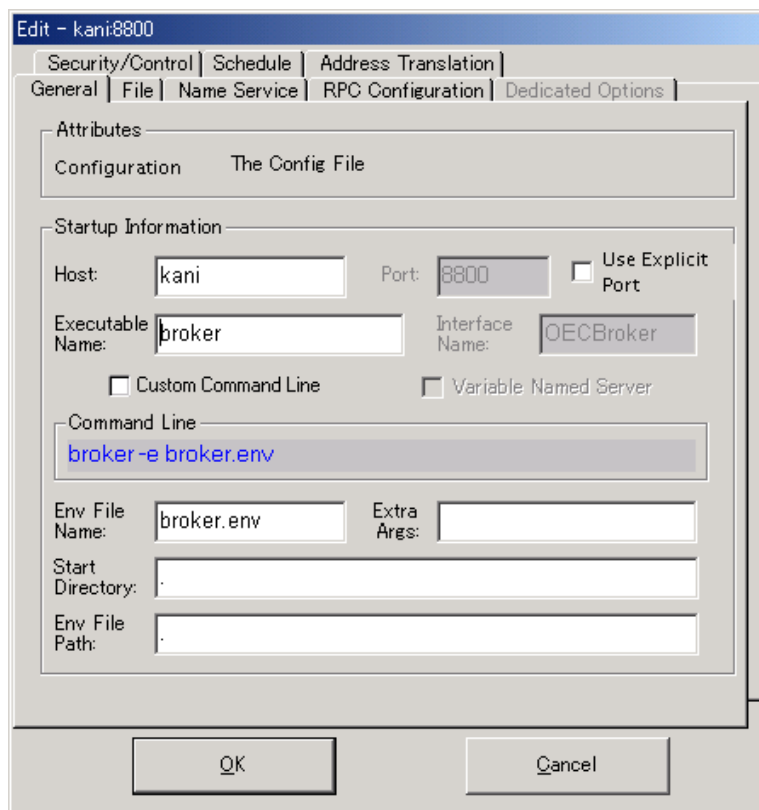 Edit - kani:8800
Security/Control Schedule Address Translation
General File Name Service RPC Configuration Dedicated Options
Attributes
Configuration The Config File
Startup Information
Host: kani Port: 8800 Use Explicit Port
Executable Name: broker Interface Name: OECBroker
Custom Command Line Variable Named Server
Command Line
broker -e broker.env
Env File Name: broker.env Extra Args:
Start Directory: .
Env File Path: .
OK Cancel